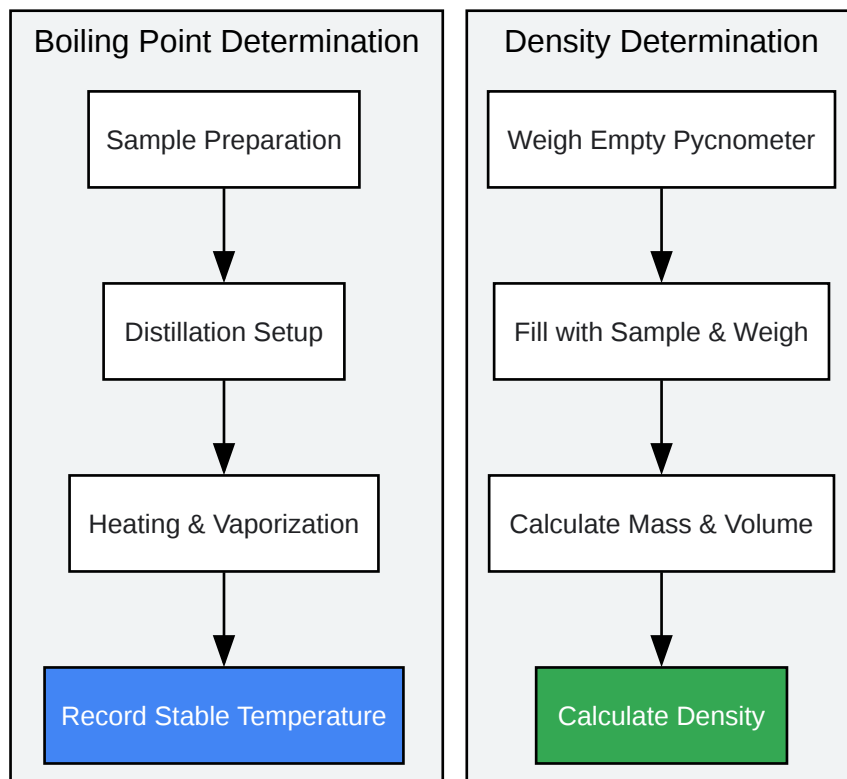 Boiling Point Determination
Sample Preparation
Distillation Setup
Heating & Vaporization
Record Stable Temperature
Density Determination
Weigh Empty Pycnometer
Fill with Sample & Weigh
Calculate Mass & Volume
Calculate Density